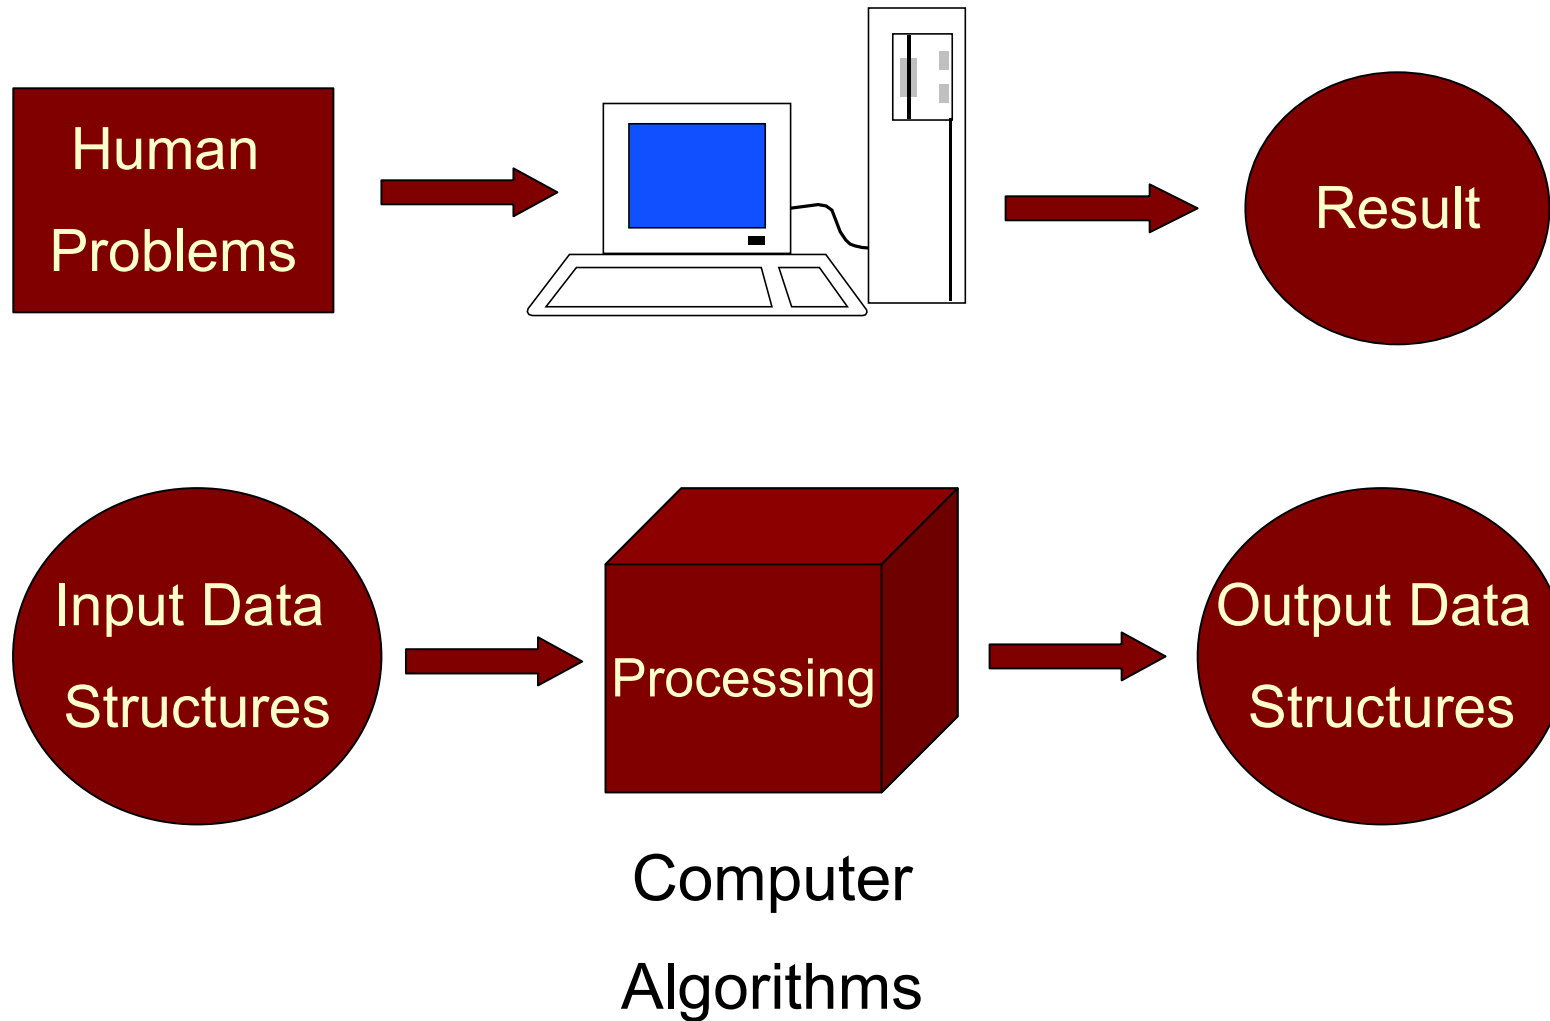 Human
Problems
Result
Input Data
Structures
Processing
Output Data
Structures
Computer
Algorithms